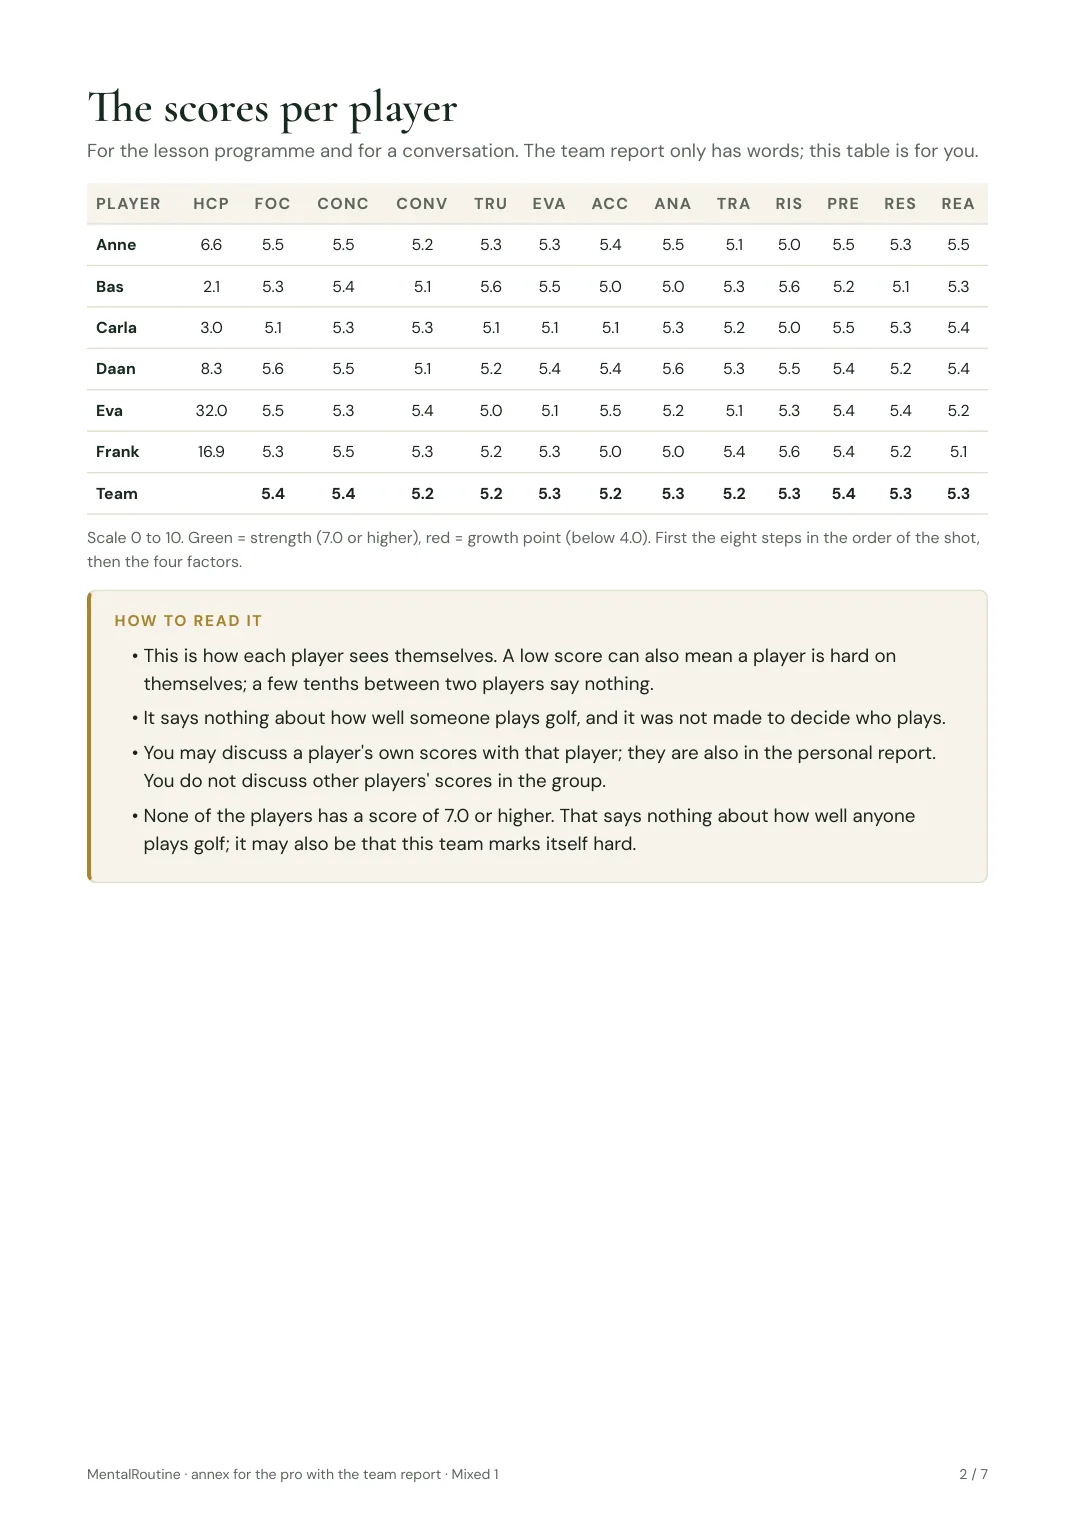 The scores per player
For the lesson programme and for a conversation. The team report only has words; this table is for you.
PLAYER HCP FOC CONC CONV TRU EVA ACC ANA TRA RIS PRE RES REA
Anne 6.6 5.5 5.5 5.2 5.3 5.3 5.4 5.5 5.1 5.0 5.5 5.3 5.5
Bas 2.1 5.3 5.4 5.1 5.6 5.5 5.0 5.0 5.3 5.6 5.2 5.1 5.3
Carla 3.0 5.1 5.3 5.3 5.1 5.1 5.1 5.3 5.2 5.0 5.5 5.3 5.4
Daan 8.3 5.6 5.5 5.1 5.2 5.4 5.4 5.6 5.3 5.5 5.4 5.2 5.4
Eva 32.0 5.5 5.3 5.4 5.0 5.1 5.5 5.2 5.1 5.3 5.4 5.4 5.2
Frank 16.9 5.3 5.5 5.3 5.2 5.3 5.0 5.0 5.4 5.6 5.4 5.2 5.1
Team 5.4 5.4 5.2 5.2 5.3 5.2 5.3 5.2 5.3 5.4 5.3 5.3
Scale 0 to 10. Green = strength (7.0 or higher), red = growth point (below 4.0). First the eight steps in the order of the shot,
then the four factors.
HOW TO READ IT
• This is how each player sees themselves. A low score can also mean a player is hard on
themselves; a few tenths between two players say nothing.
• It says nothing about how well someone plays golf, and it was not made to decide who plays.
• You may discuss a player's own scores with that player; they are also in the personal report.
You do not discuss other players' scores in the group.
• None of the players has a score of 7.0 or higher. That says nothing about how well anyone
plays golf; it may also be that this team marks itself hard.
MentalRoutine · annex for the pro with the team report · Mixed 1
2 / 7